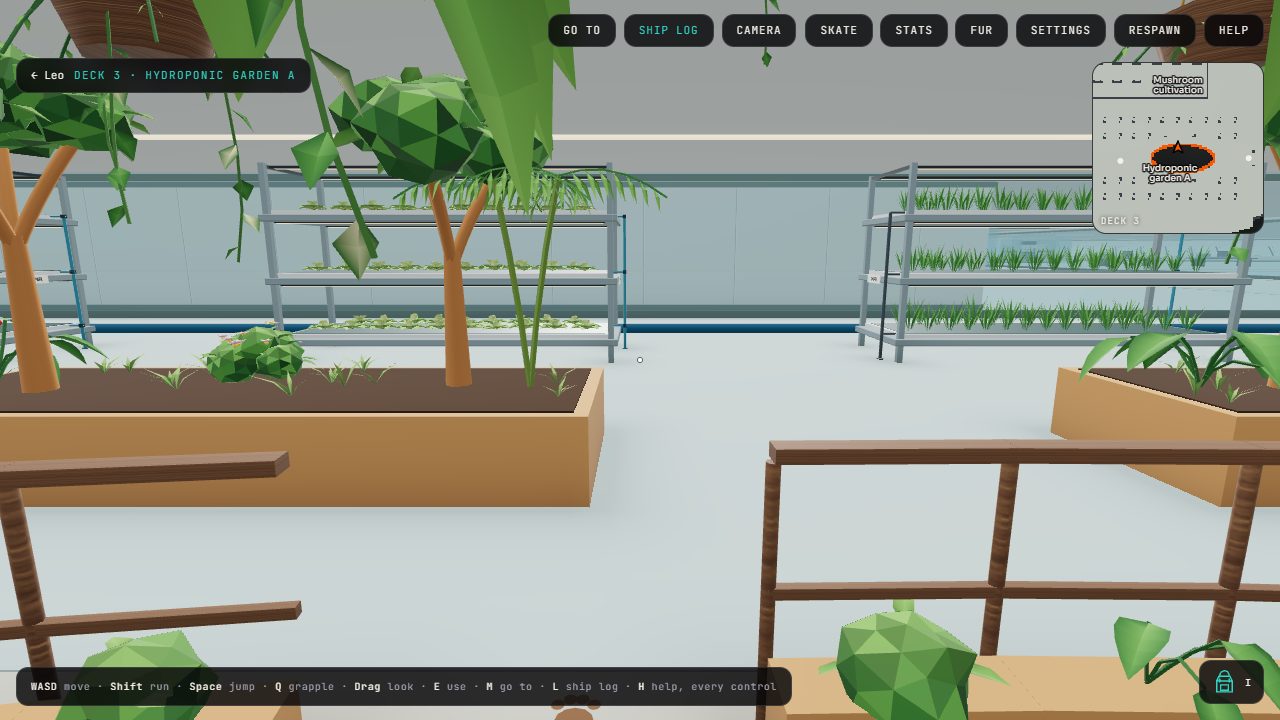 GO TO
SHIP LOG
CAMERA
SKATE
STATS
FUR
SETTINGS
RESPAWN
HELP
← Leo DECK 3 · HYDROPONIC GARDEN A
Mushroom
cultivation
Hydroponic
garden A
DECK 3
WASD move · Shift run · Space jump · Q grapple · Drag look · E use · M go to · L ship log · H help, every control
I